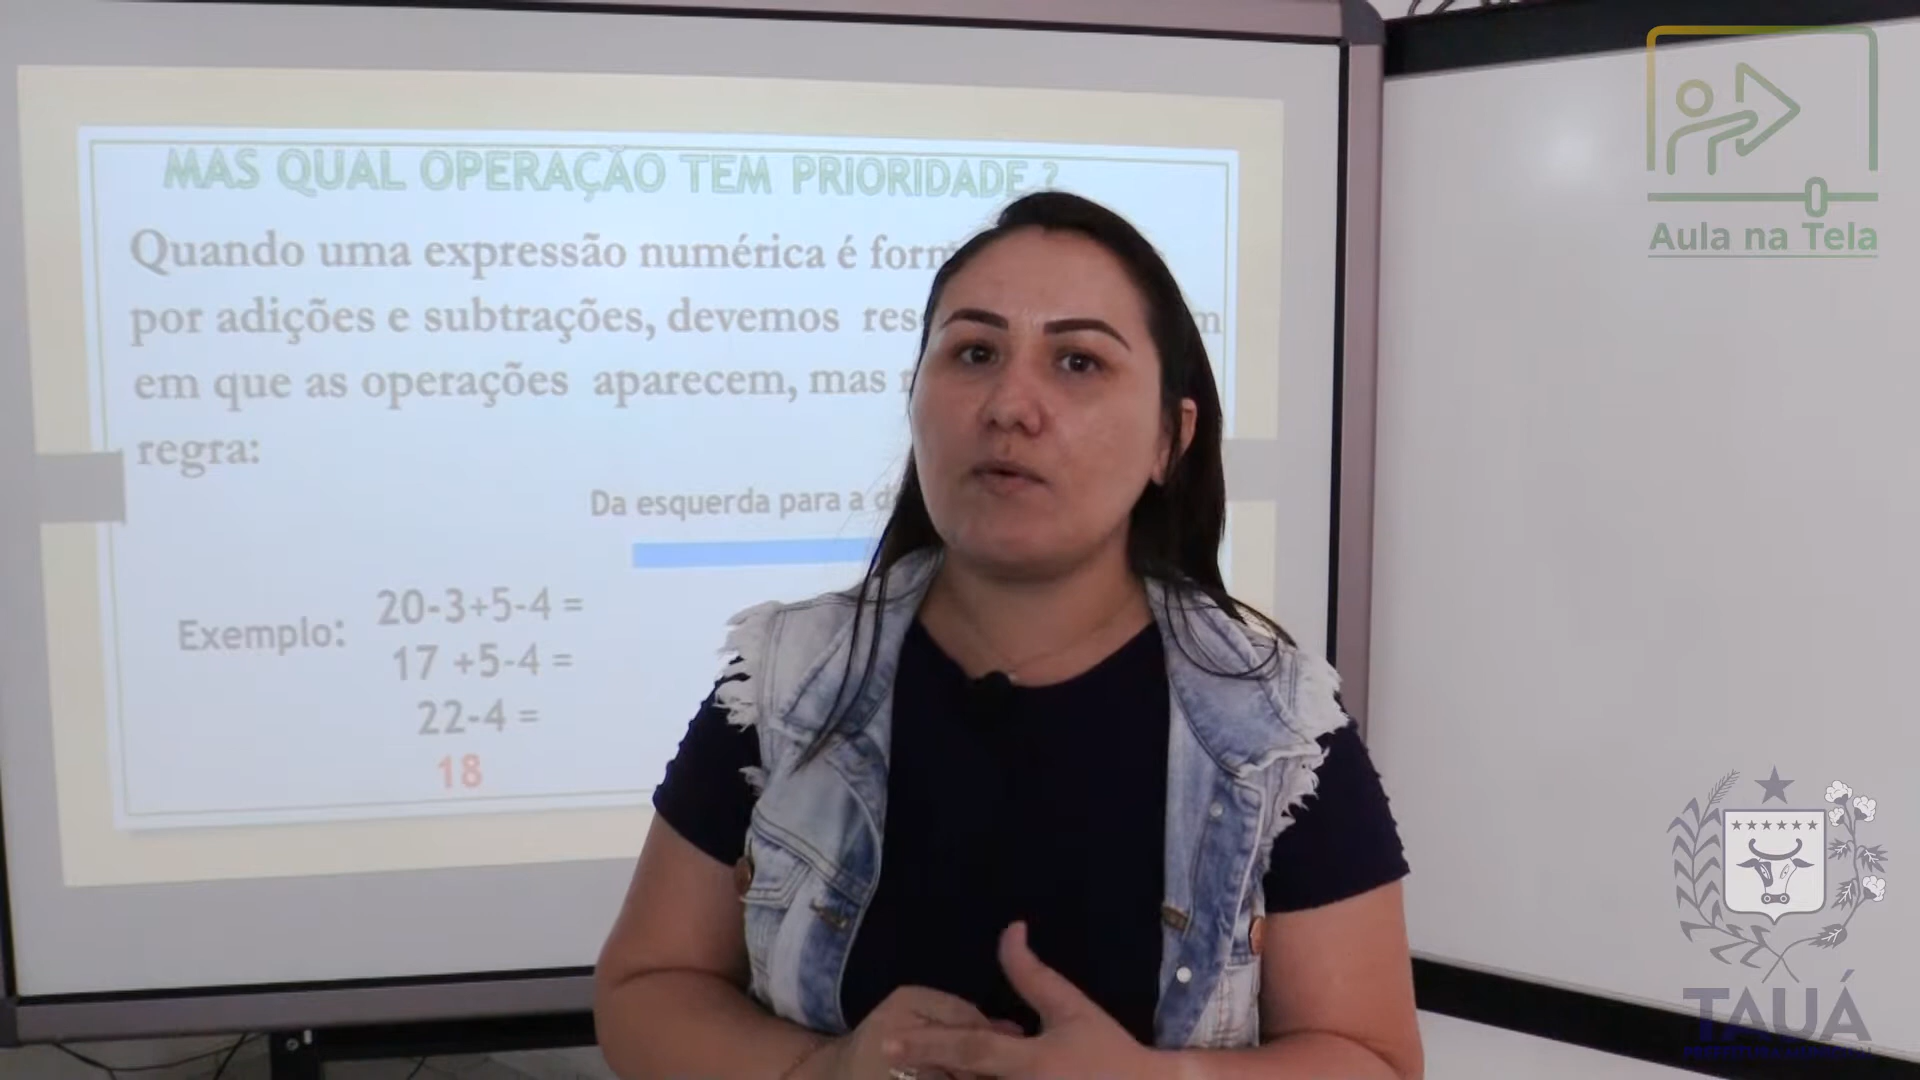 MAS QUAL OPERAÇÃO TEM PRIORIDADE ?
Quando uma expressão numérica é
por adições e subtrações, devemos
em que as operações aparecem, mas
regra:
Da esquerda para a
Exemplo:
20-3+5-4 =
17 +5-4 =
22-4 =
18
Aula na Tela
TAUÁ